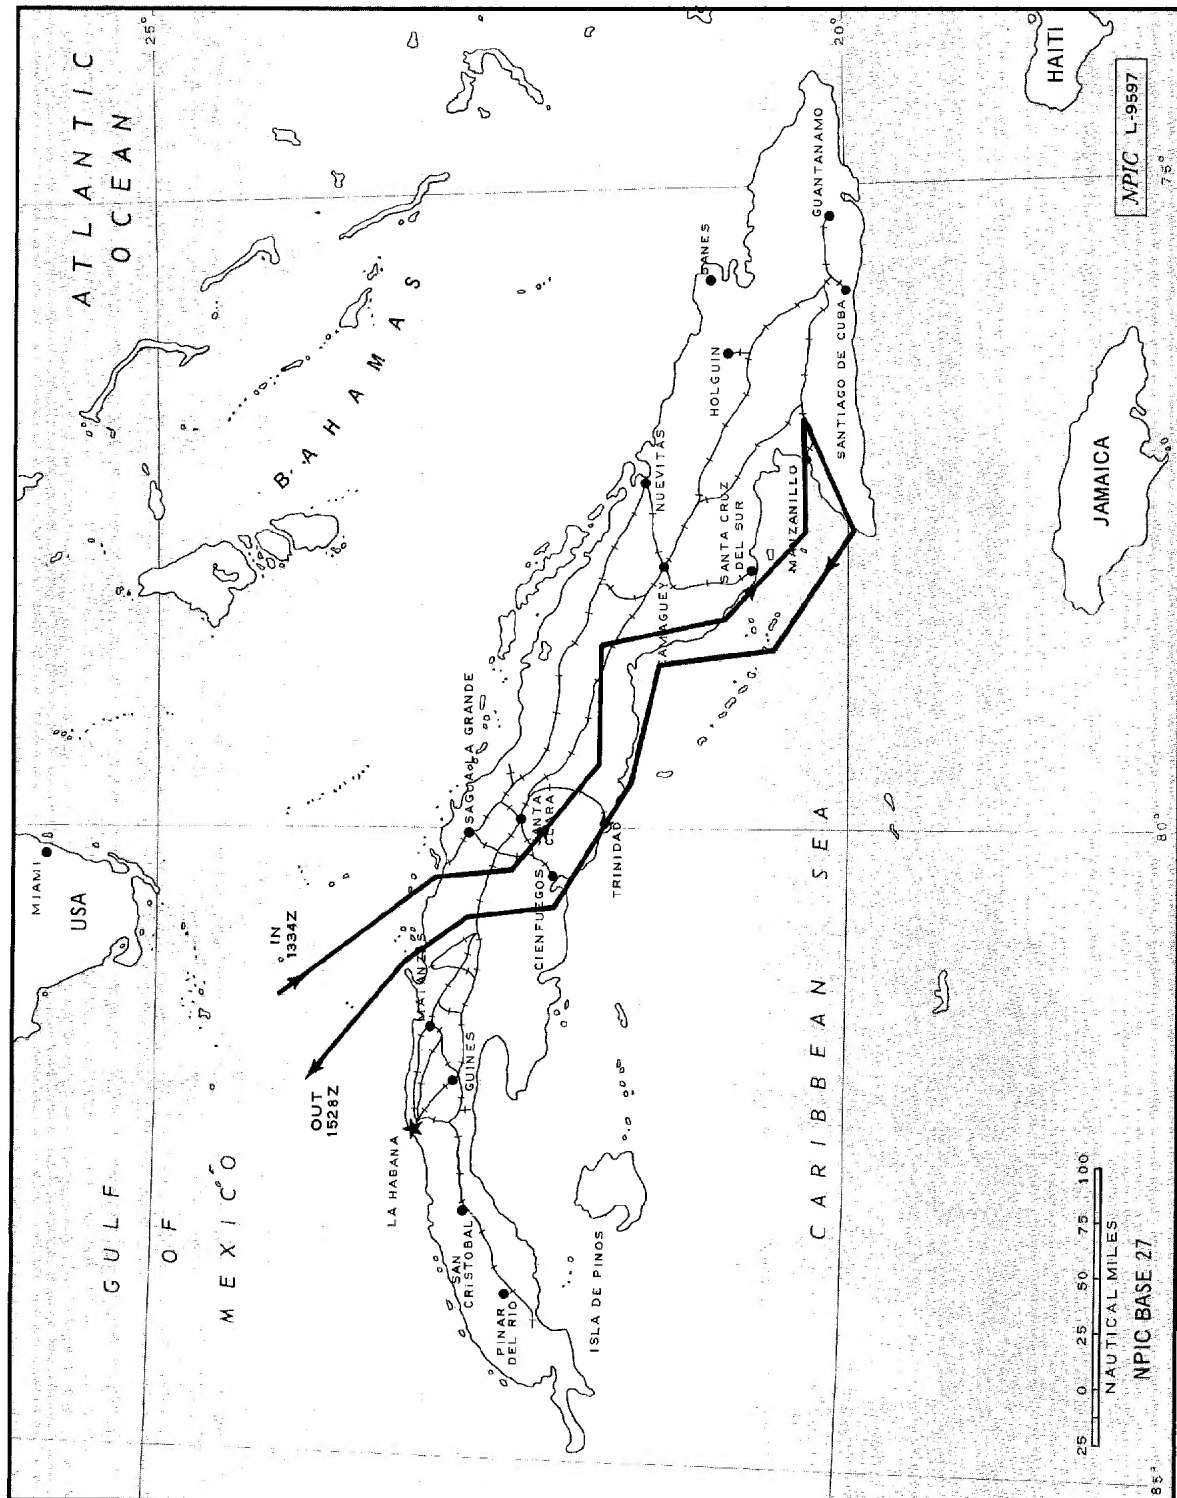 ATLANTIC
OCEAN
25°
20°
HAITI
NPIC L-9597
75°
BAHAMAS
MIAMI
USA
IN
1334Z
OUT
1528Z
GULF
OF
MEXICO
LA HABANA
MATANZAS
GUINES
SAN
CRISTOBAL
PINAR
DEL RIO
ISLA DE PINOS
SAGUA LA GRANDE
SANTA
CLARA
CIENFUEGOS
TRINIDAD
CAMAGUEY
NUEVITAS
SANTA CRUZ
DEL SUR
MANZANILLO
HOLGUIN
BANES
SANTIAGO DE CUBA
GUANTANAMO
JAMAICA
CARIBBEAN SEA
80°
85°
25 0 25 50 75 100
NAUTICAL MILES
NPIC BASE 27